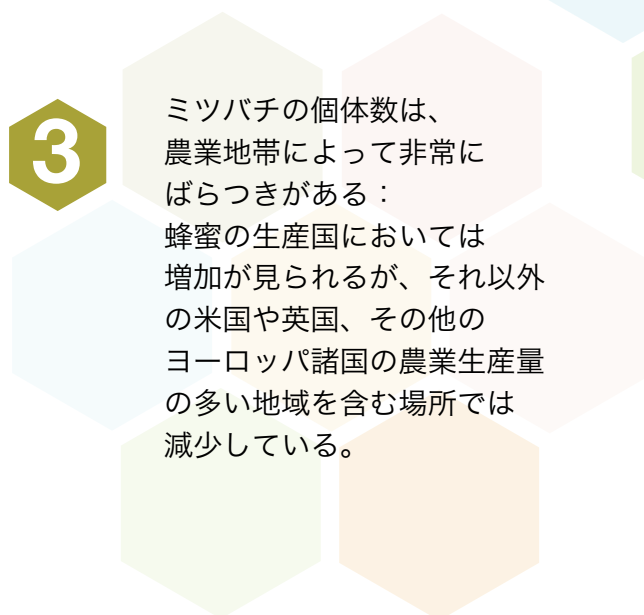 3
ミツバチの個体数は、
農業地帯によって非常に
ばらつきがある：
蜂蜜の生産国においては
増加が見られるが、それ以外
の米国や英国、その他の
ヨーロッパ諸国の農業生産量
の多い地域を含む場所では
減少している。